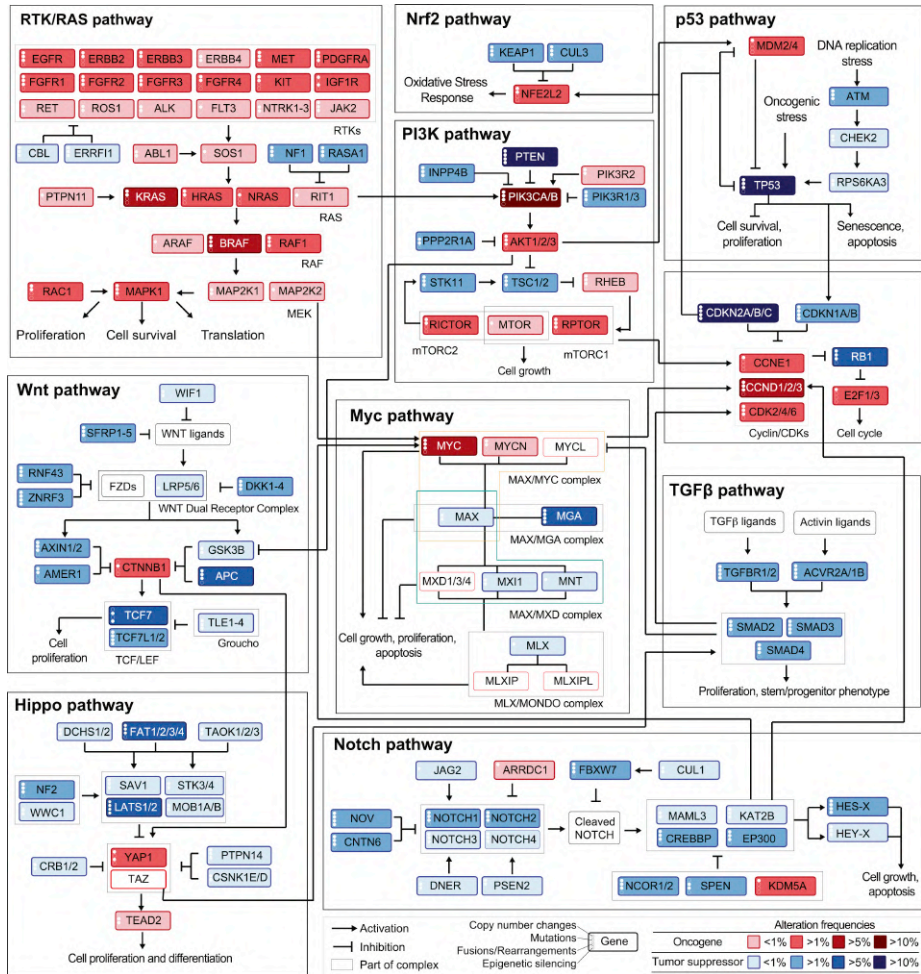 RTK/RAS pathway
EGFR ERBB2 ERBB3 ERBB4 MET PDGFRA
FGFR1 FGFR2 FGFR3 FGFR4 KIT IGF1R
RET ROS1 ALK FLT3 NTRK1-3 JAK2
RTKs
CBL ERRFI1 ABL1 SOS1 NF1 RASA1
PTPN11 KRAS HRAS NRAS RIT1
RAS
ARAF BRAF RAF1
RAF
RAC1 MAPK1 MAP2K1 MAP2K2
MEK
Proliferation Cell survival Translation
Nrf2 pathway
KEAP1 CUL3
Oxidative Stress
Response
NFE2L2
PI3K pathway
PTEN
INPP4B PIK3R2
PIK3CA/B PIK3R1/3
PPP2R1A AKT1/2/3
STK11 TSC1/2 RHEB
RICTOR MTOR RPTOR
mTORC2 mTORC1
Cell growth
p53 pathway
MDM2/4
DNA replication
stress
ATM
Oncogenic
stress
CHEK2
TP53 RPS6KA3
Cell survival,
proliferation
Senescence,
apoptosis
CDKN2A/B/C CDKN1A/B
CCNE1 RB1
CCND1/2/3
CDK2/4/6 E2F1/3
Cyclin/CDKs Cell cycle
Wnt pathway
WIF1
SFRP1-5 WNT ligands
RNF43
ZNRF3
FZDs LRP5/6 DKK1-4
WNT Dual Receptor Complex
AXIN1/2 GSK3B
AMER1 CTNNB1 APC
TCF7
TCF7L1/2
TLE1-4
Cell
proliferation
TCF/LEF
Groucho
Myc pathway
MYC MYCN MYCL
MAX/MYC complex
MAX MGA
MAX/MGA complex
MXD1/3/4 MXI1 MNT
MAX/MXD complex
Cell growth, proliferation,
apoptosis
MLX
MLXIP MLXIPL
MLX/MONDO complex
TGFβ pathway
TGFβ ligands Activin ligands
TGFBR1/2 ACVR2A/1B
SMAD2 SMAD3
SMAD4
Proliferation, stem/progenitor phenotype
Hippo pathway
DCHS1/2 FAT1/2/3/4 TAOK1/2/3
NF2 SAV1 STK3/4
WWC1 LATS1/2 MOB1A/B
CRB1/2 YAP1 PTPN14
TAZ CSNK1E/D
TEAD2
Cell proliferation and differentiation
Notch pathway
JAG2 ARRDC1 FBXW7 CUL1
NOV NOTCH1 NOTCH2
CNTN6 NOTCH3 NOTCH4
Cleaved
NOTCH
MAML3 KAT2B
CREBBP EP300
HES-X
HEY-X
DNER PSEN2
NCOR1/2 SPEN KDM5A
Cell growth,
apoptosis
Activation
Inhibition
Part of complex
Copy number changes
Mutations
Fusions/Rearrangements
Epigenetic silencing
Gene
Alteration frequencies
Oncogene <1% >1% >5% >10%
Tumor suppressor <1% >1% >5% >10%